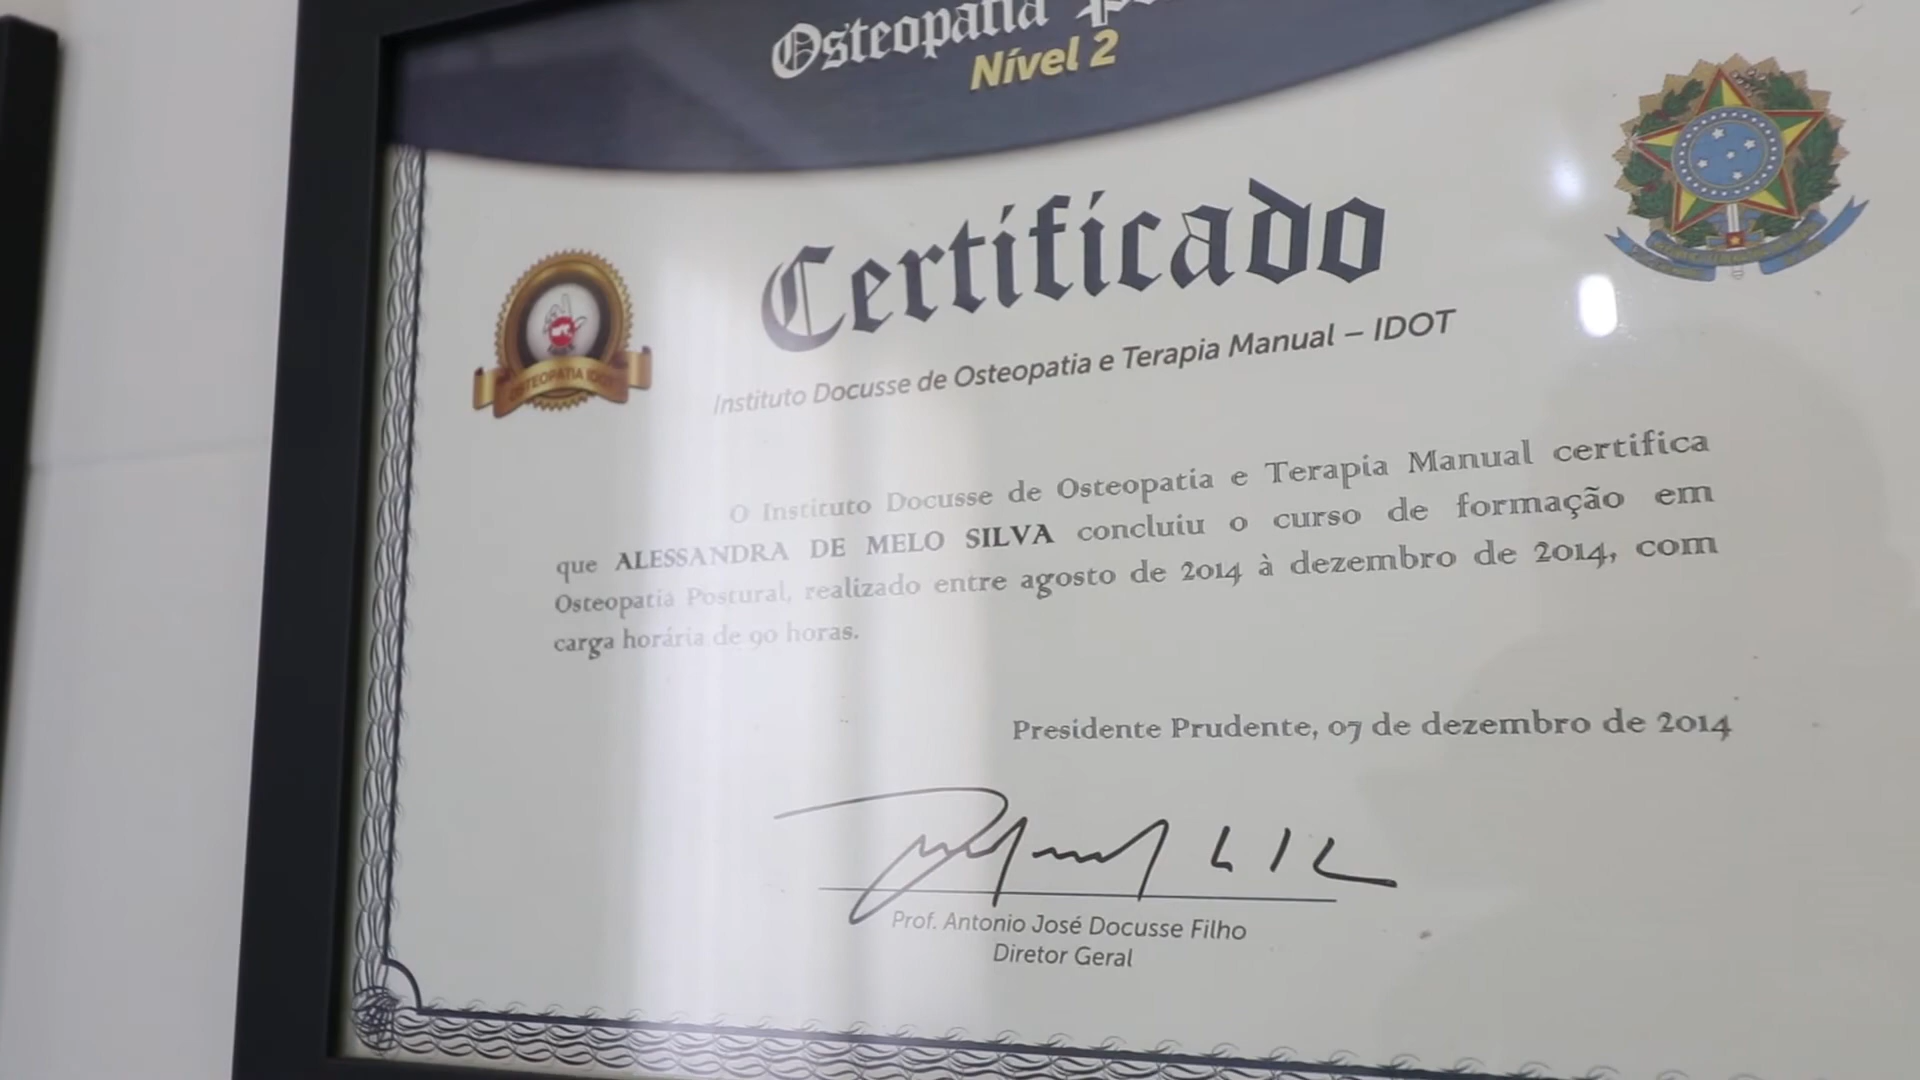 Osteopatia
Nível 2
Certificado
Instituto Docusse de Osteopatia e Terapia Manual – IDOT
OSTEOPATIA IDOT
O Instituto Docusse de Osteopatia e Terapia Manual certifica
que ALESSANDRA DE MELO SILVA concluiu o curso de formação em
Osteopatia Postural, realizado entre agosto de 2014 à dezembro de 2014, com
carga horária de 90 horas.
Presidente Prudente, 07 de dezembro de 2014
Prof. Antonio José Docusse Filho
Diretor Geral